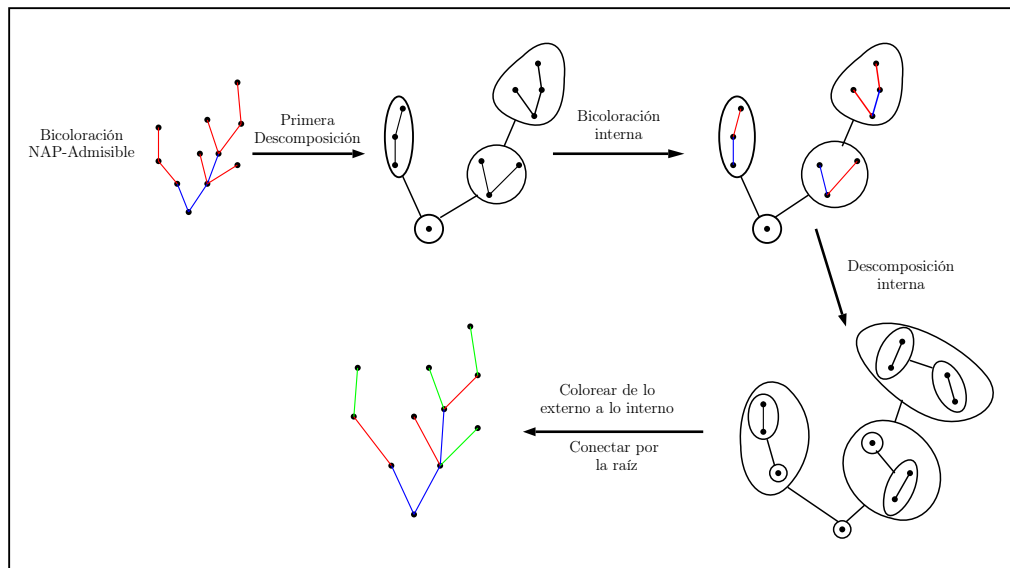 Bicoloración
NAP-Admisible
Primera
Descomposición
Bicoloración
interna
Descomposición
interna
Colorear de lo
externo a lo interno
Conectar por
la raíz